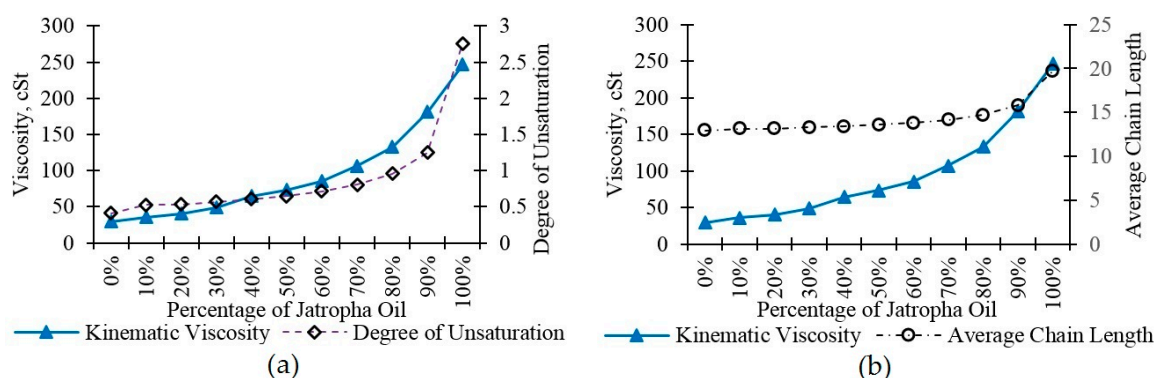 300
250
200
150
100
50
0
Viscosity, cSt
3
2.5
2
1.5
1
0.5
0
Degree of Unsaturation
0% 10% 20% 30% 40% 50% 60% 70% 80% 90% 100%
Percentage of Jatropha Oil
Kinematic Viscosity Degree of Unsaturation
(a)
300
250
200
150
100
50
0
Viscosity, cSt
25
20
15
10
5
0
Average Chain Length
0% 10% 20% 30% 40% 50% 60% 70% 80% 90% 100%
Percentage of Jatropha Oil
Kinematic Viscosity Average Chain Length
(b)